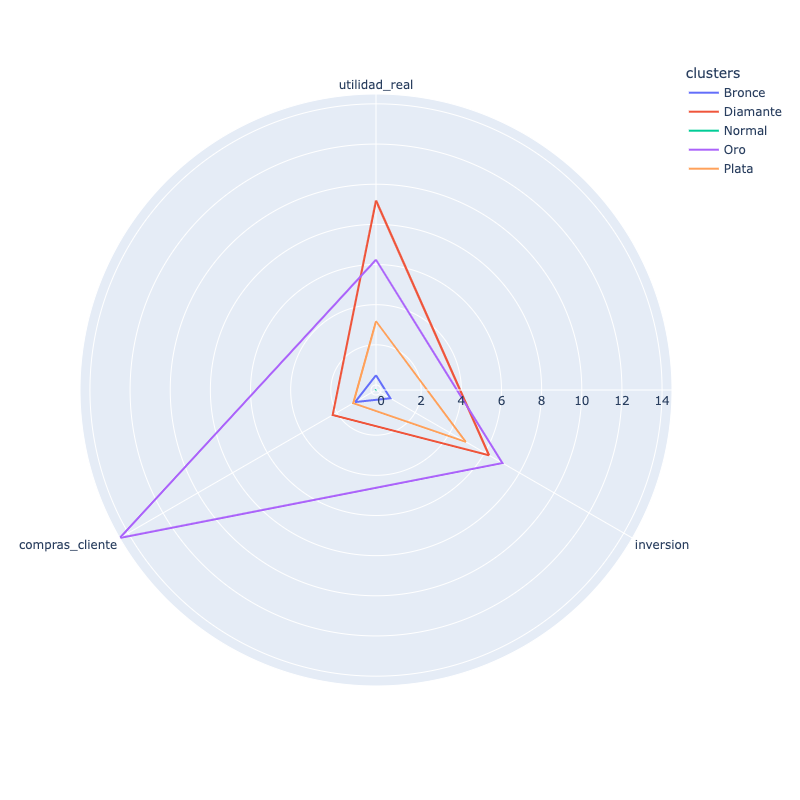 utilidad_real
clusters
Bronce
Diamante
Normal
Oro
Plata
0 2 4 6 8 10 12 14
compras_cliente
inversion